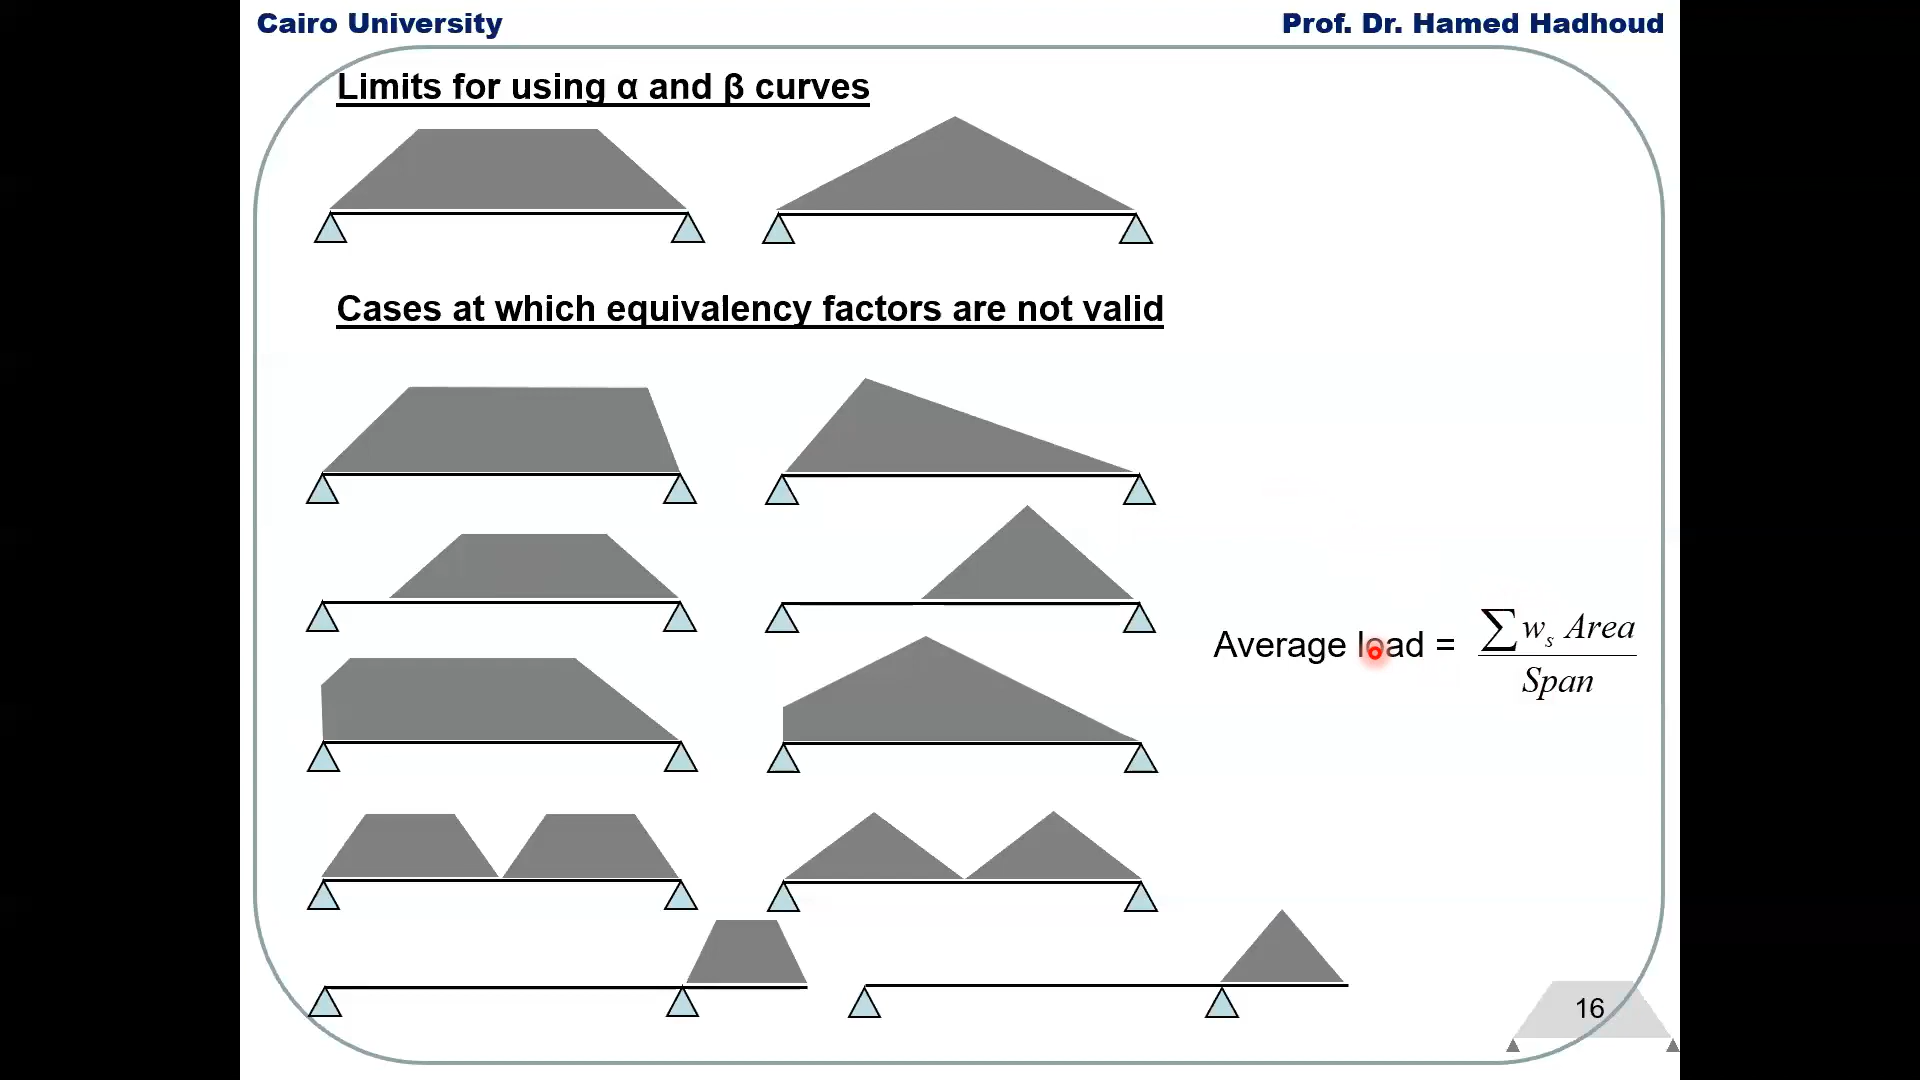 Cairo University
Prof. Dr. Hamed Hadhoud
Limits for using α and β curves
Cases at which equivalency factors are not valid
Average load = ∑ w_s Area / Span
16